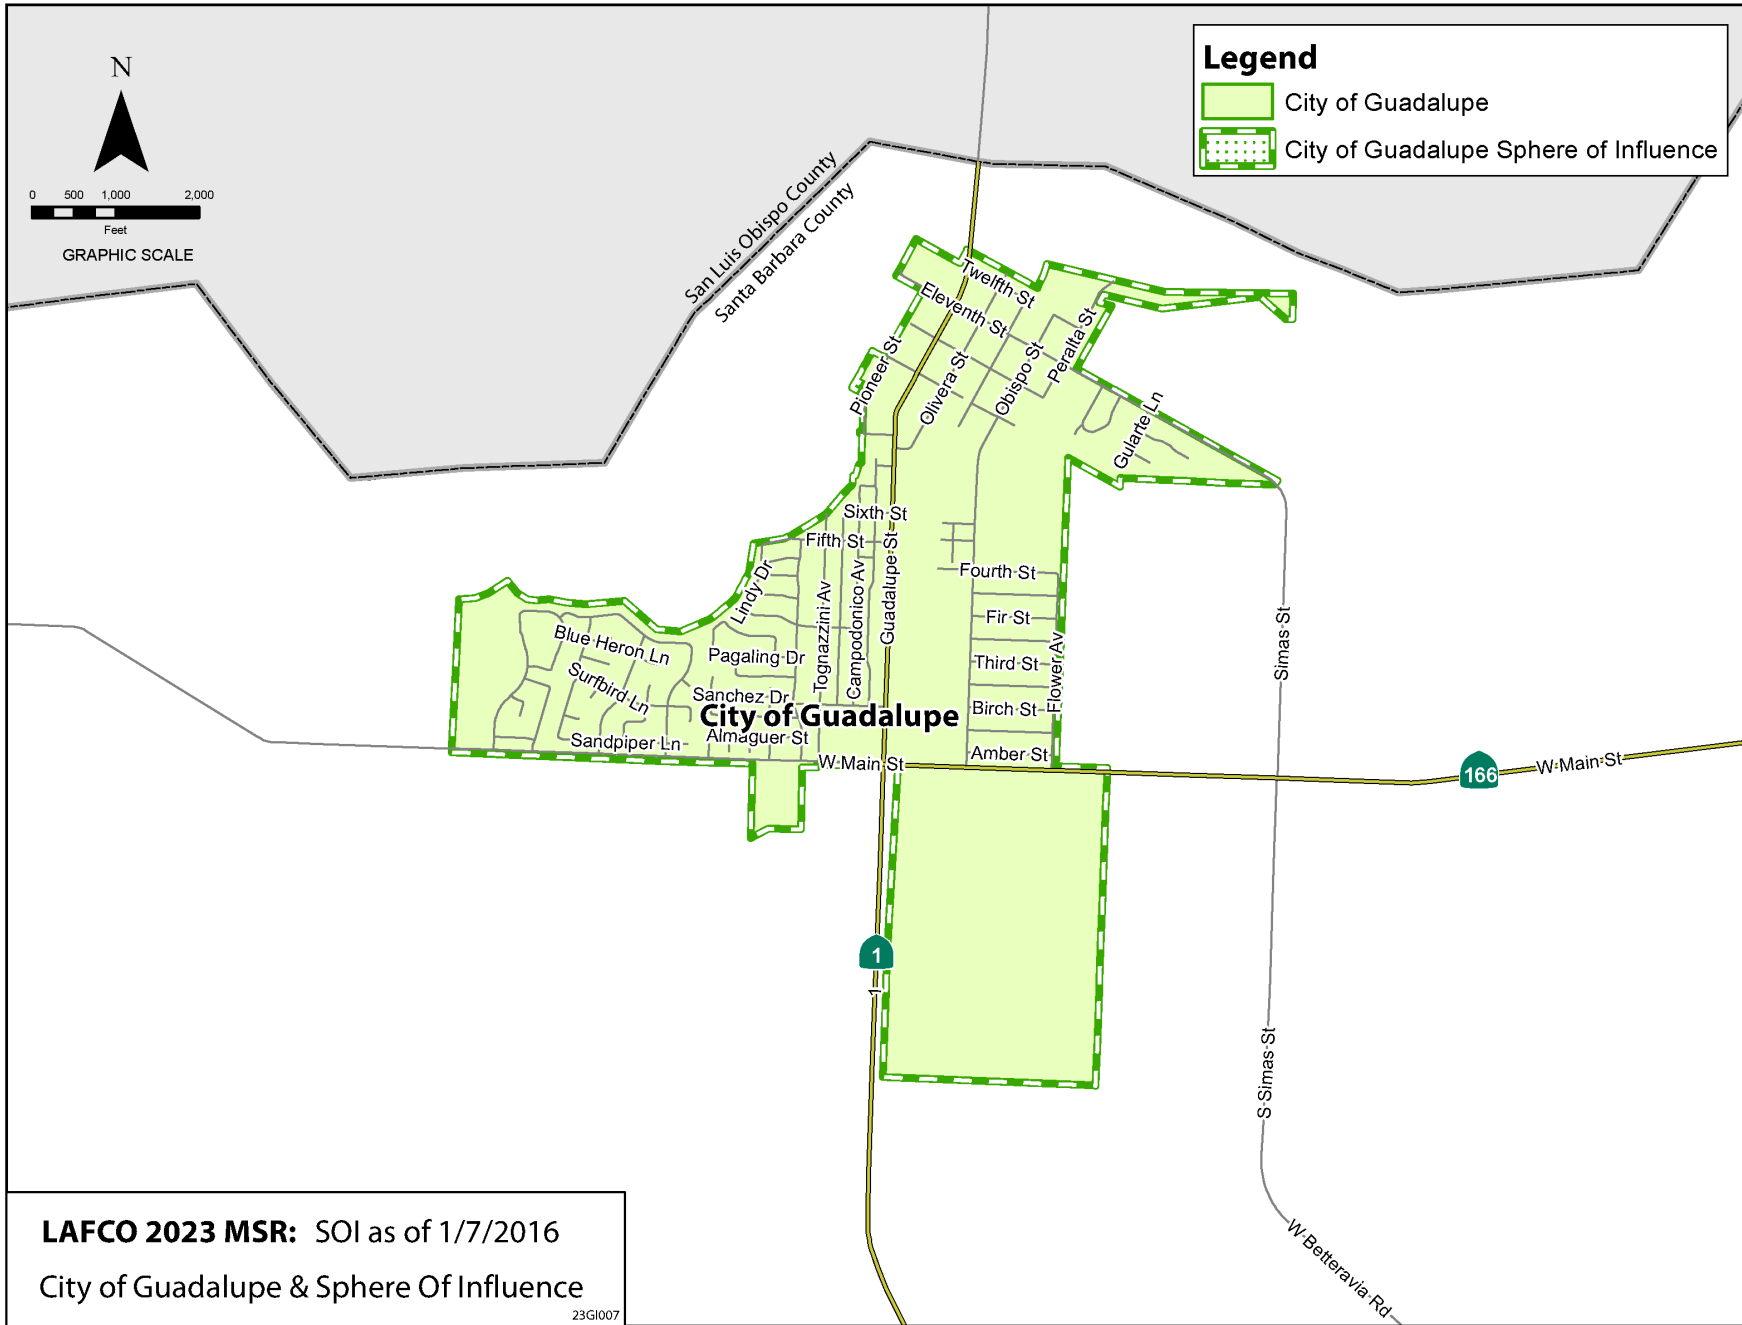 N
0 500 1,000 2,000
Feet
GRAPHIC SCALE
Legend
City of Guadalupe
City of Guadalupe Sphere of Influence
San Luis Obispo County
Santa Barbara County
Twelfth St
Eleventh St
Peralta St
Pioneer St
Olivera St
Obispo St
Gularte Ln
Sixth St
Fifth St
Guadalupe St
Lindy Dr
Tognazzini Av
Campodonico Av
Fourth St
Fir St
Third St
Flower Av
Birch St
Amber St
Simas St
Blue Heron Ln
Pagaling Dr
Surfbird Ln
Sanchez Dr
City of Guadalupe
Almaguer St
Sandpiper Ln
W Main St
166
W Main St
1
1
S Simas St
W Betteravia Rd
LAFCO 2023 MSR: SOI as of 1/7/2016
City of Guadalupe & Sphere Of Influence
23GI007